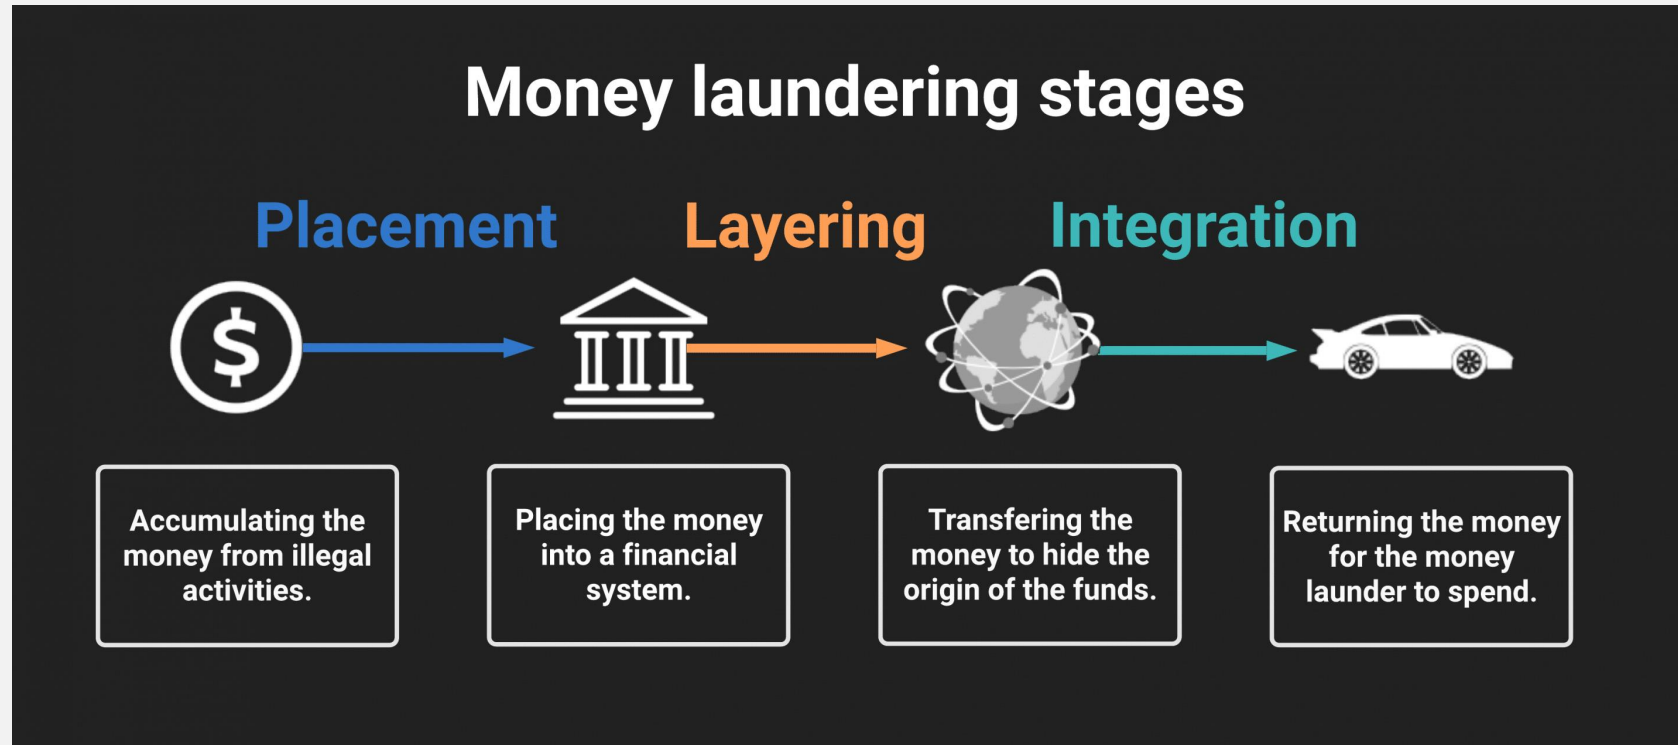 Money laundering stages
Placement
Layering
Integration
$
Accumulating the
money from illegal
activities.
Placing the money
into a financial
system.
Transfering the
money to hide the
origin of the funds.
Returning the money
for the money
launder to spend.